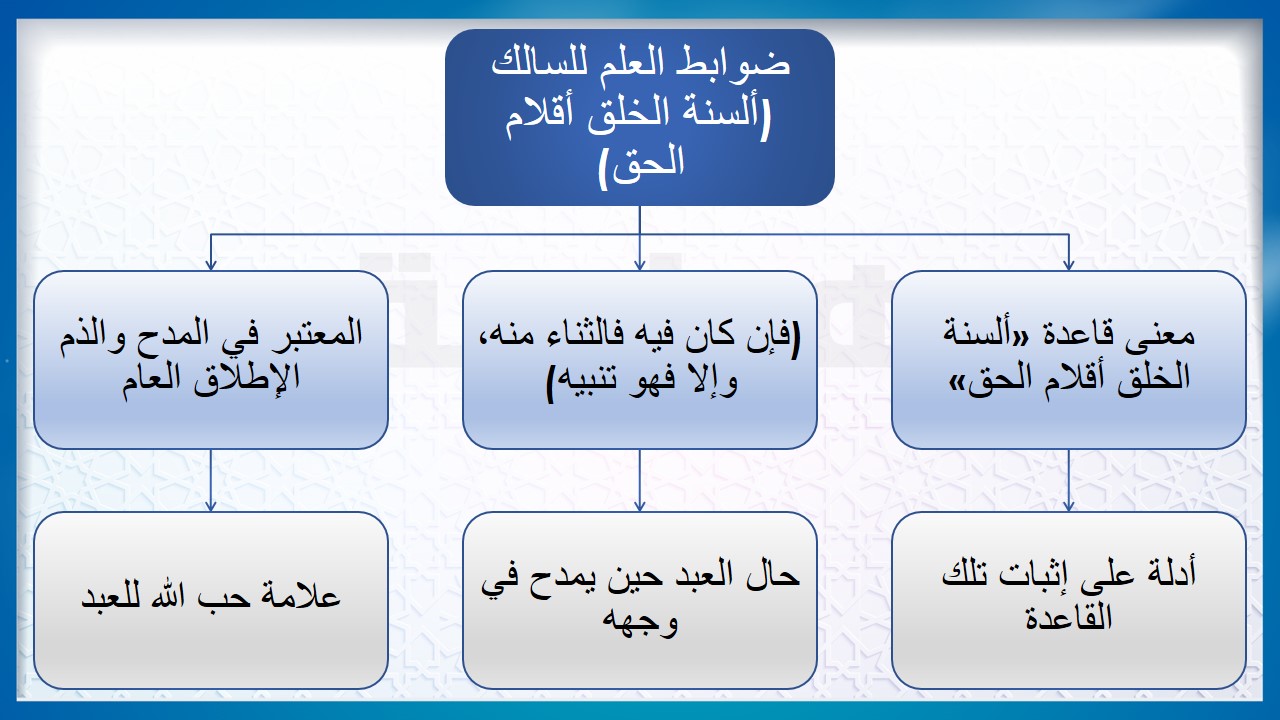 ضوابط العلم للسالك
(ألسنة الخلق أقلام
الحق)
معنى قاعدة «ألسنة
الخلق أقلام الحق»
(فإن كان فيه فالثناء منه،
وإلا فهو تنبيه)
المعتبر في المدح والذم
الإطلاق العام
أدلة على إثبات تلك
القاعدة
حال العبد حين يمدح في
وجهه
علامة حب الله للعبد